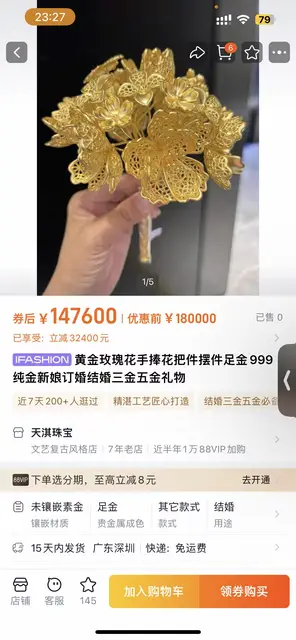 23:27
79
6
1/5
券后￥147600 优惠前￥180000
已售 0
已享受：立减32400元
IFASHION 黄金玫瑰花手捧花把件摆件足金999
纯金新娘订婚结婚三金五金礼物
近7天200+人逛过 精湛工艺匠心打造 结婚三金五金必
天淇珠宝
文艺复古风格店 7年老店 近半年1万88VIP加购
88VIP 下单选分期，至高立减8元 去开通
未镶嵌素金 足金 其它款式 结婚
镶嵌材质 贵金属成色 款式 用途
15天内发货 广东深圳 快递：免运费
店铺 客服 145 加入购物车 领券购买